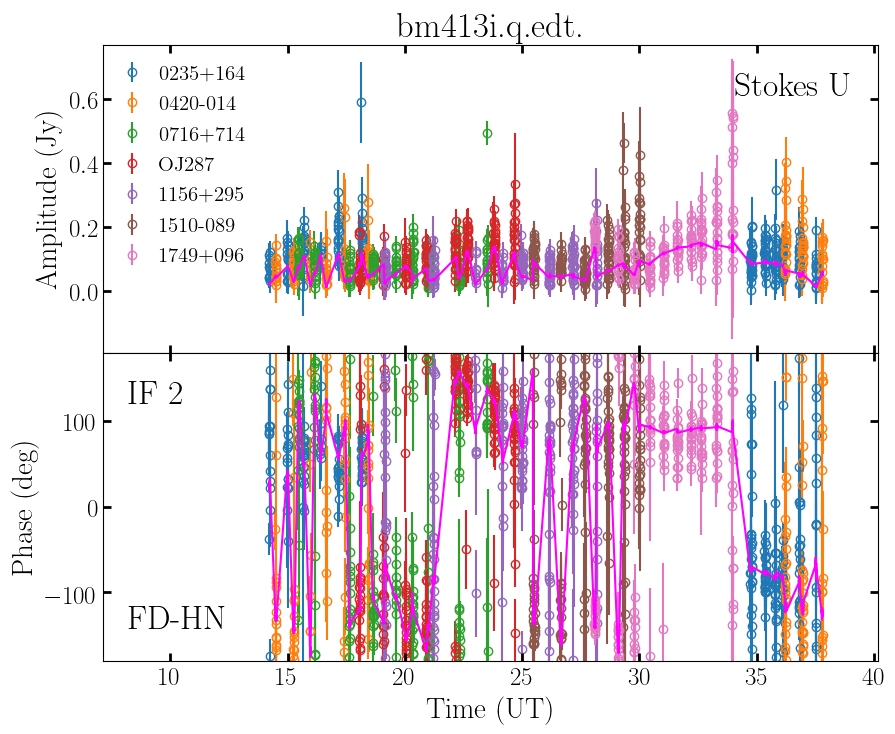 bm413i.q.edt.
Stokes U
0235+164
0420-014
0716+714
OJ287
1156+295
1510-089
1749+096
Amplitude (Jy)
0.6
0.4
0.2
0.0
IF 2
FD-HN
Phase (deg)
100
0
−100
10 15 20 25 30 35 40
Time (UT)